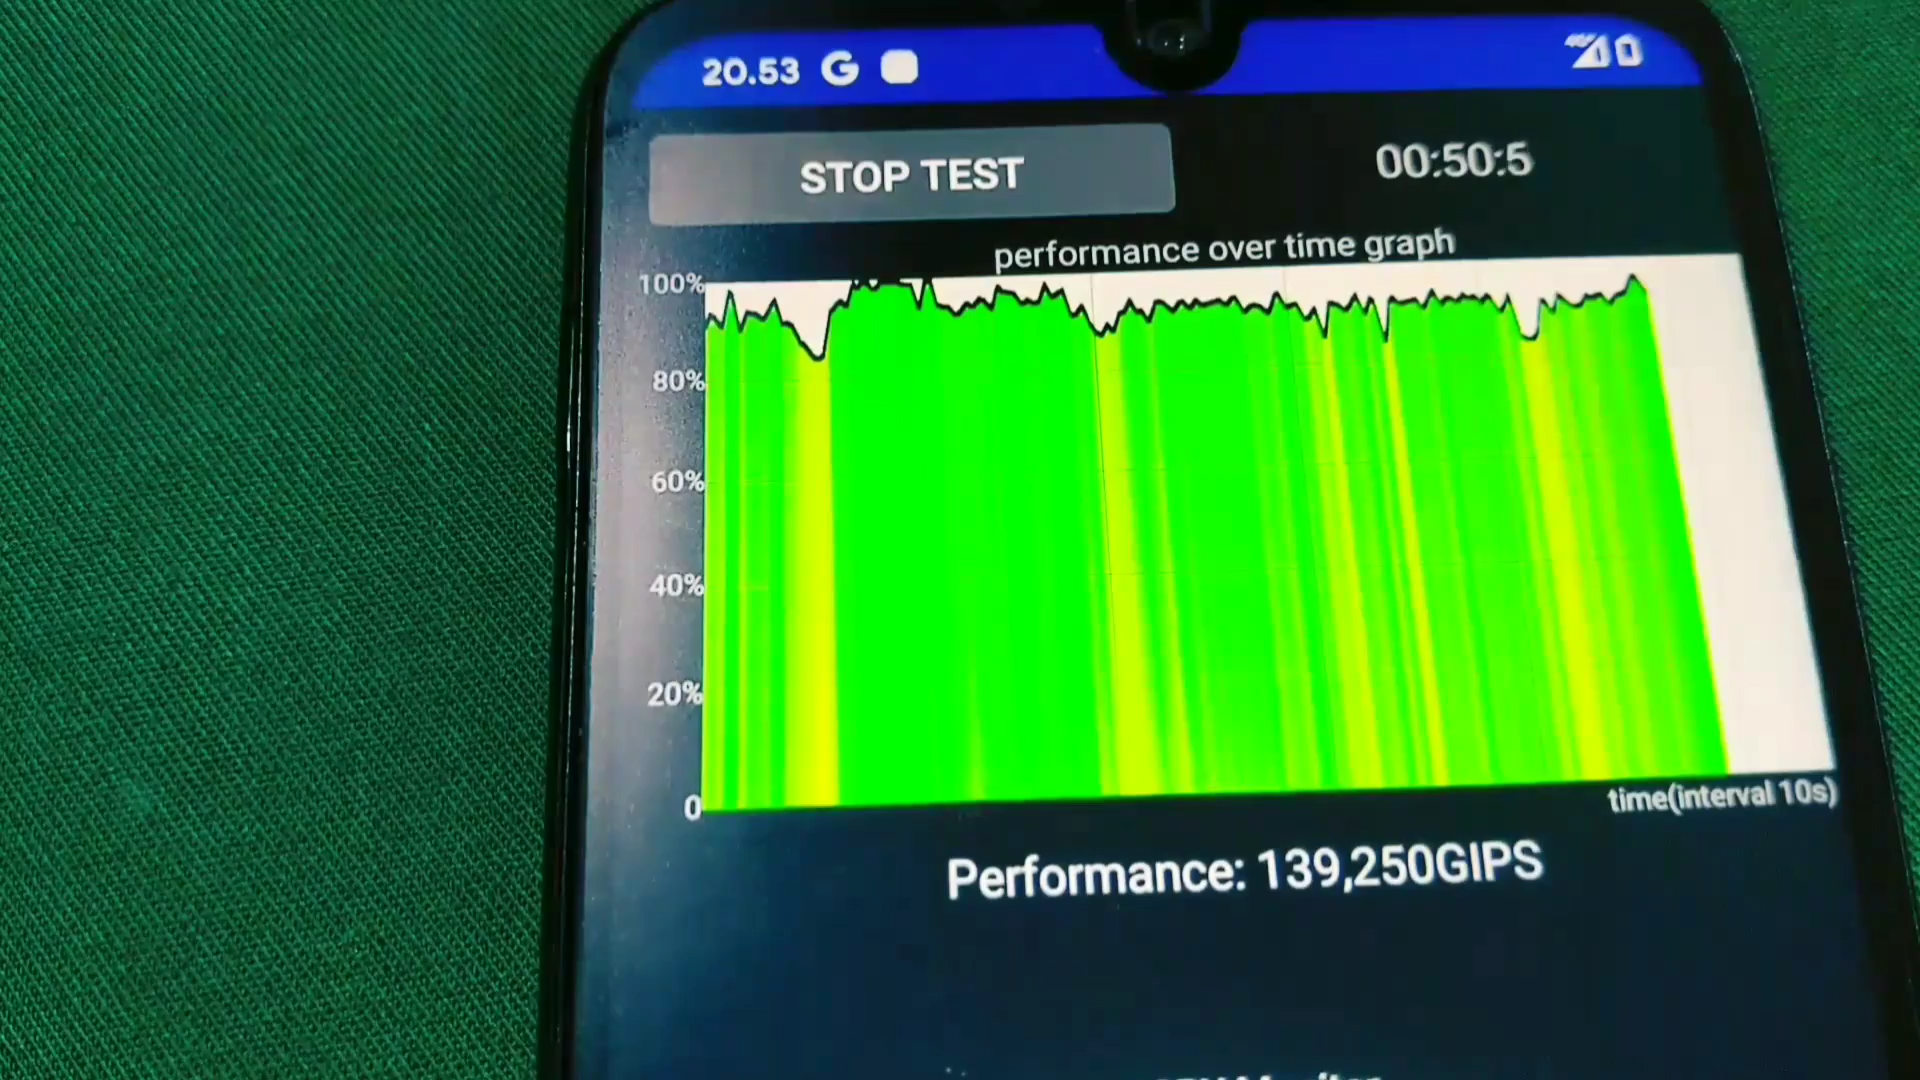 20.53 G
STOP TEST
00:50:5
performance over time graph
100%
80%
60%
40%
20%
0
time(interval 10s)
Performance: 139,250GIPS